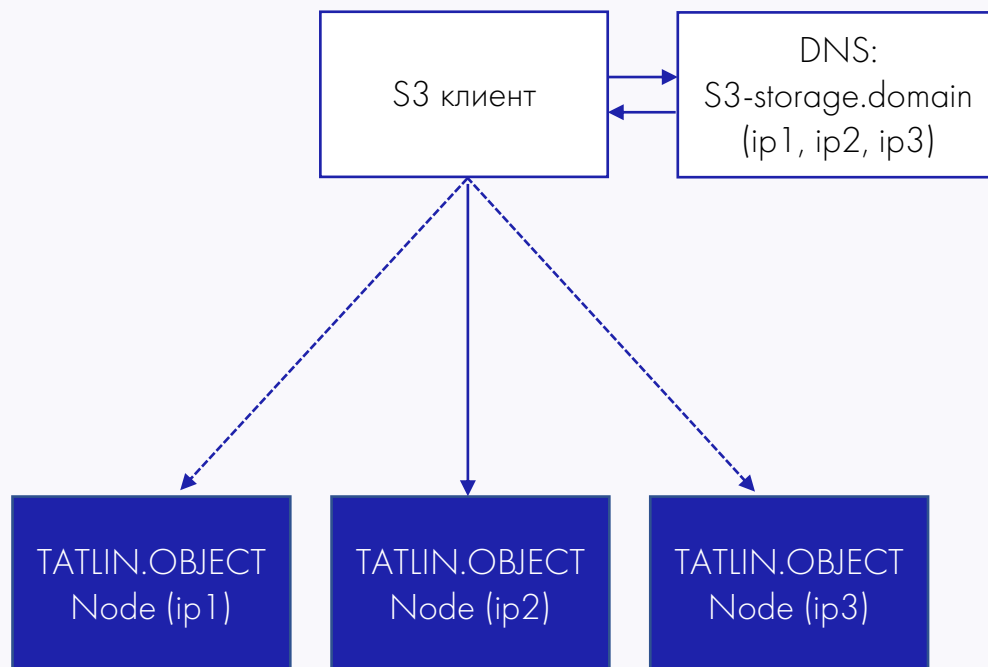 S3 клиент
DNS:
S3-storage.domain
(ip1, ip2, ip3)
TATLIN.OBJECT
Node (ip1)
TATLIN.OBJECT
Node (ip2)
TATLIN.OBJECT
Node (ip3)